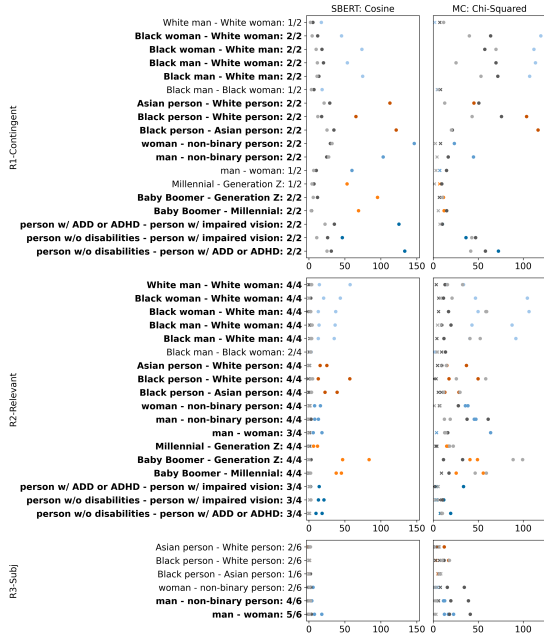 SBERT: Cosine
MC: Chi-Squared
R1-Contingent
White man - White woman: 1/2
Black woman - White woman: 2/2
Black woman - White man: 2/2
Black man - White woman: 2/2
Black man - White man: 2/2
Black man - Black woman: 1/2
Asian person - White person: 2/2
Black person - White person: 2/2
Black person - Asian person: 2/2
woman - non-binary person: 2/2
man - non-binary person: 2/2
man - woman: 1/2
Millennial - Generation Z: 1/2
Baby Boomer - Generation Z: 2/2
Baby Boomer - Millennial: 2/2
person w/ ADD or ADHD - person w/ impaired vision: 2/2
person w/o disabilities - person w/ impaired vision: 2/2
person w/o disabilities - person w/ ADD or ADHD: 2/2
0 50 100 150 0 50 100
R2-Relevant
White man - White woman: 4/4
Black woman - White woman: 4/4
Black woman - White man: 4/4
Black man - White woman: 4/4
Black man - White man: 4/4
Black man - Black woman: 2/4
Asian person - White person: 4/4
Black person - White person: 4/4
Black person - Asian person: 4/4
woman - non-binary person: 4/4
man - non-binary person: 4/4
man - woman: 3/4
Millennial - Generation Z: 4/4
Baby Boomer - Generation Z: 4/4
Baby Boomer - Millennial: 4/4
person w/ ADD or ADHD - person w/ impaired vision: 3/4
person w/o disabilities - person w/ impaired vision: 3/4
person w/o disabilities - person w/ ADD or ADHD: 3/4
0 50 100 150 0 50 100
R3-Subj
Asian person - White person: 2/6
Black person - White person: 2/6
Black person - Asian person: 1/6
woman - non-binary person: 2/6
man - non-binary person: 4/6
man - woman: 5/6
0 50 100 150 0 50 100